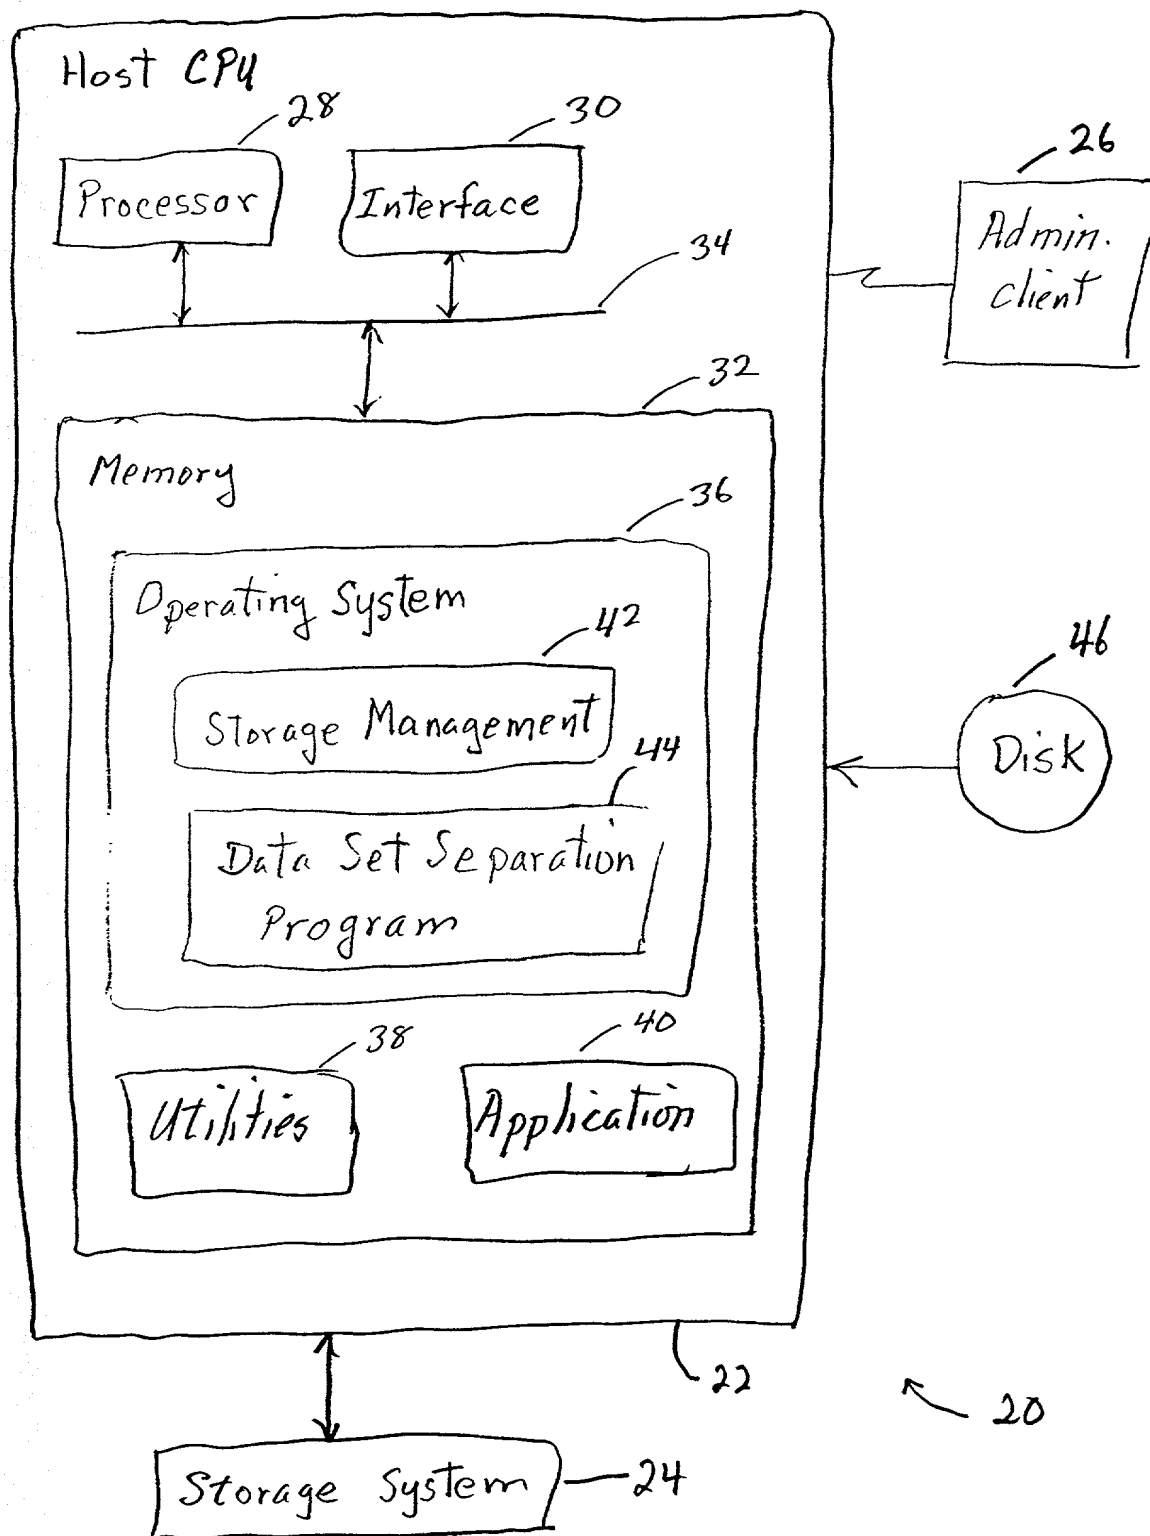 Host CPU
28
30
Processor
Interface
26
Admin.
client
34
32
Memory
36
Operating System
42
Storage Management
44
Data Set Separation
Program
46
Disk
38
40
Utilities
Application
22
20
Storage System
24